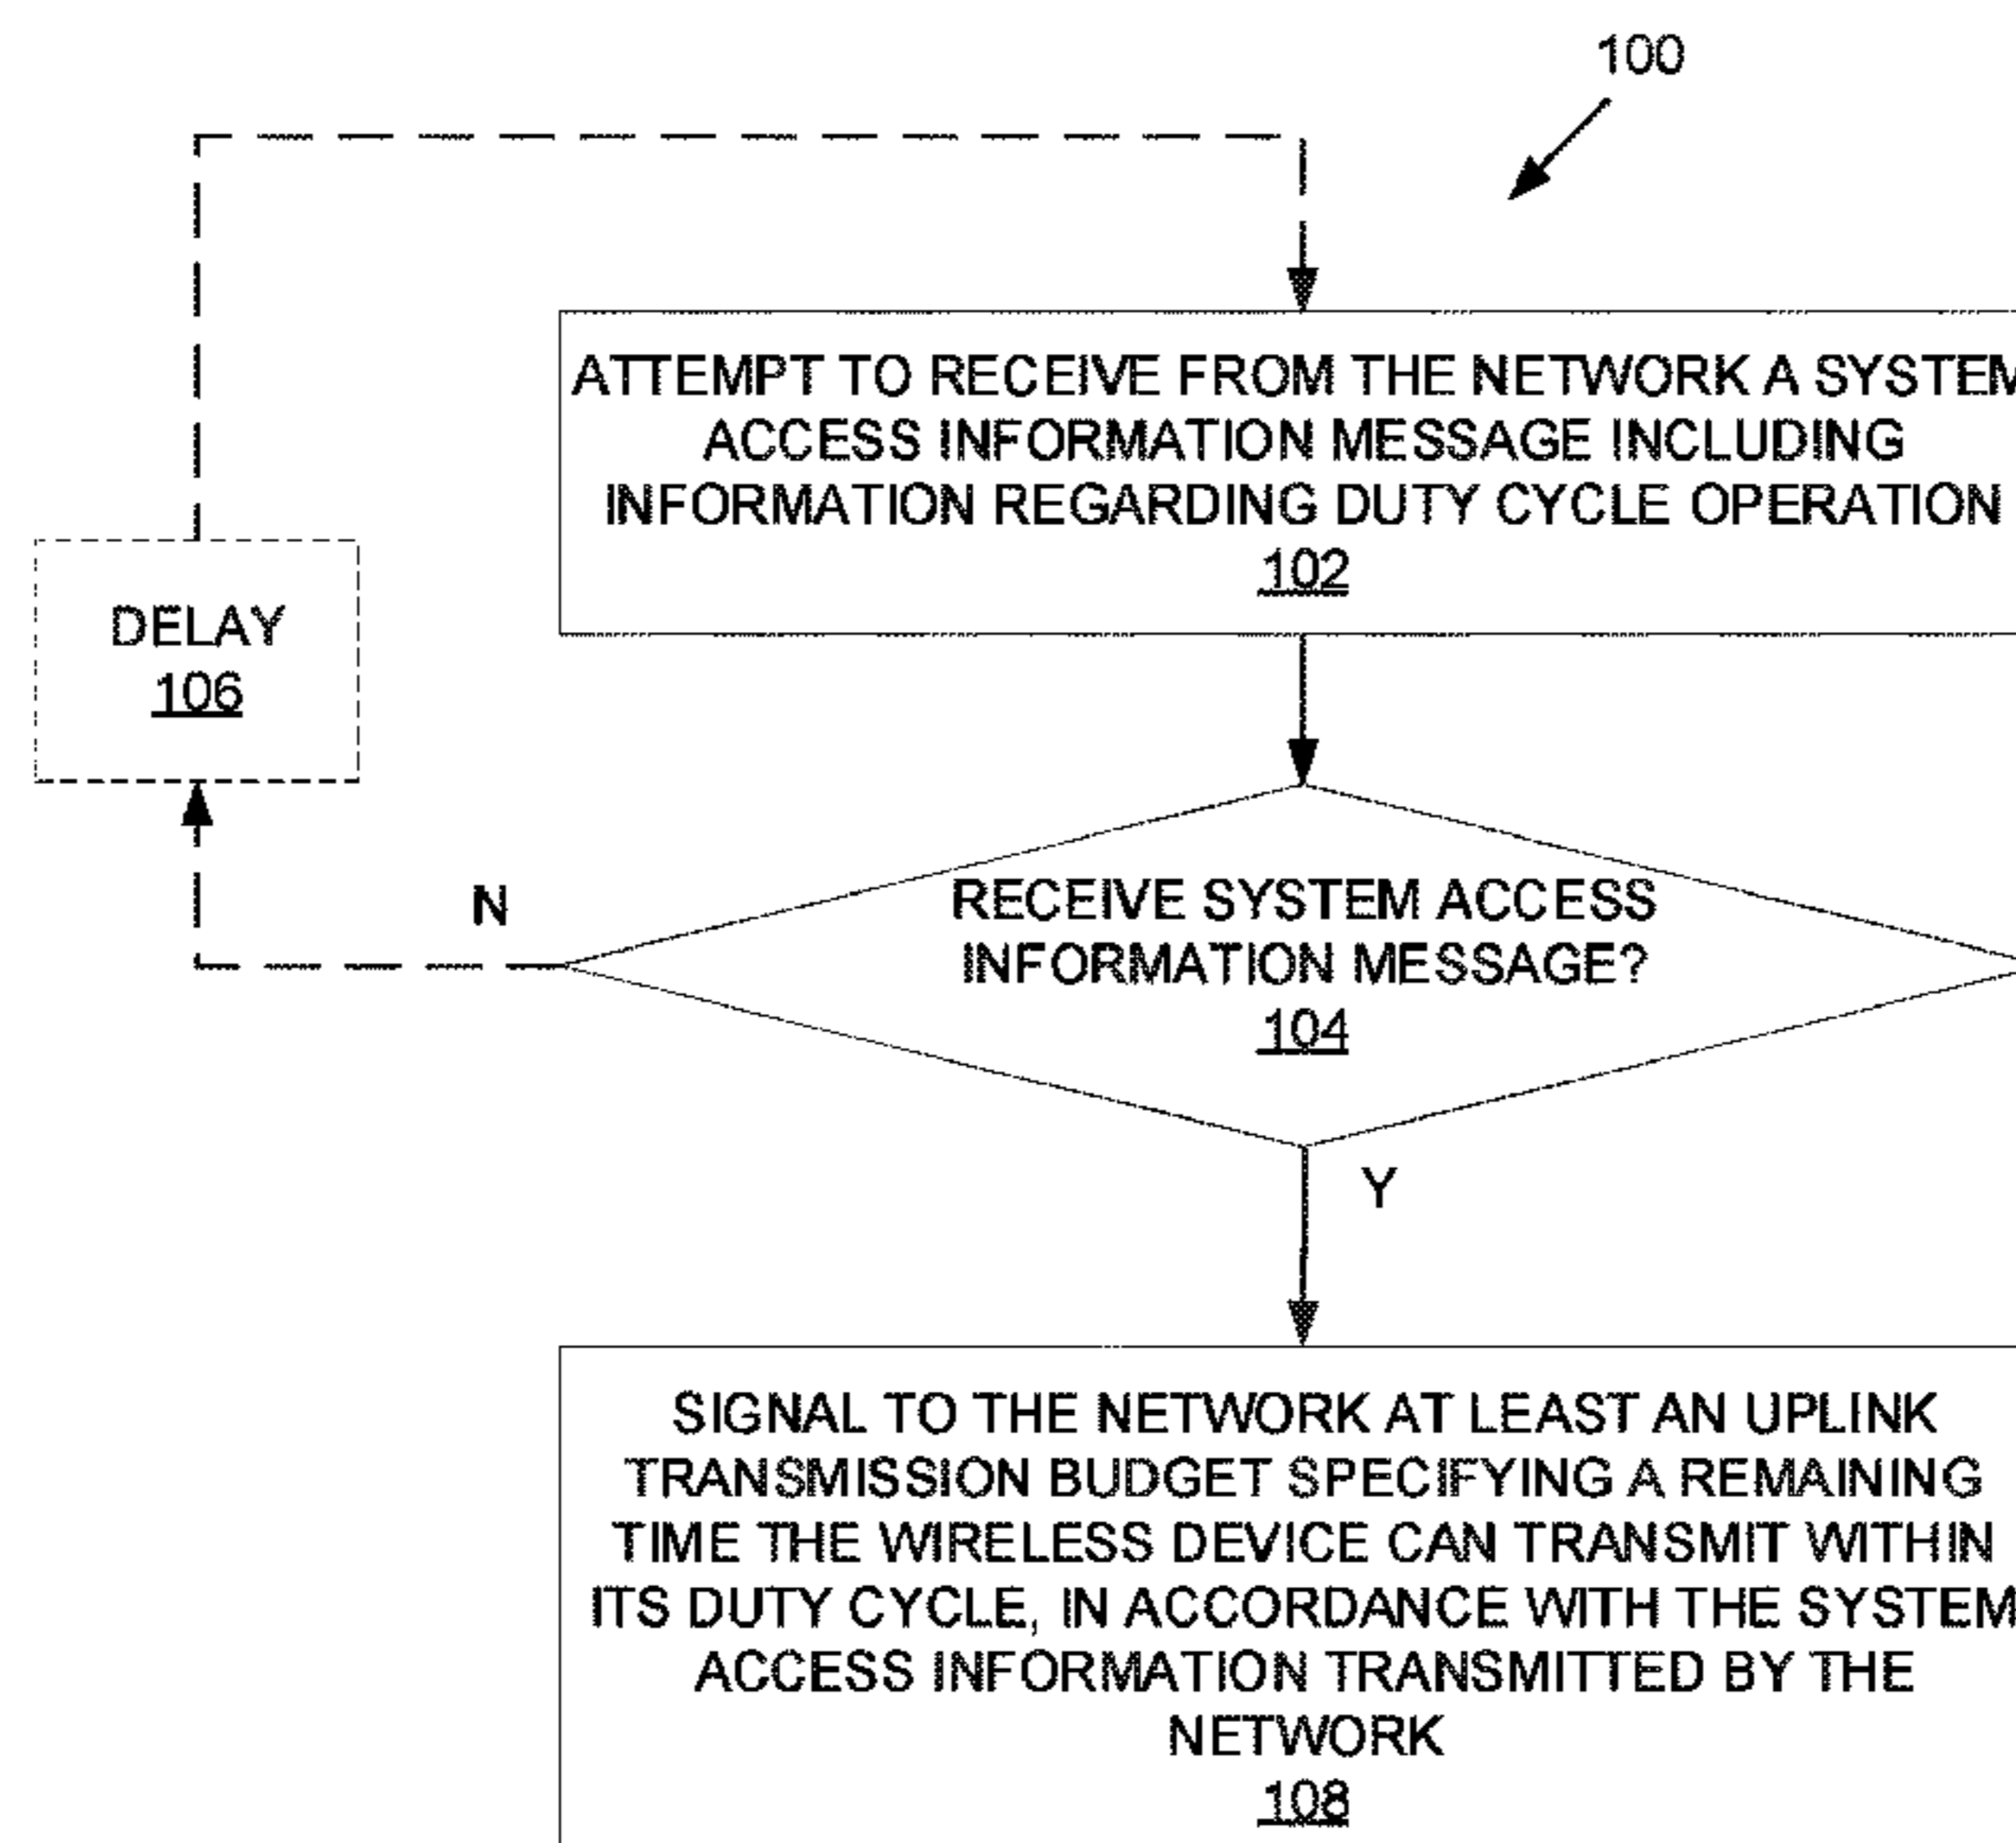 100
ATTEMPT TO RECEIVE FROM THE NETWORK A SYSTEM
ACCESS INFORMATION MESSAGE INCLUDING
INFORMATION REGARDING DUTY CYCLE OPERATION
102
DELAY
106
N
RECEIVE SYSTEM ACCESS
INFORMATION MESSAGE?
104
Y
SIGNAL TO THE NETWORK AT LEAST AN UPLINK
TRANSMISSION BUDGET SPECIFYING A REMAINING
TIME THE WIRELESS DEVICE CAN TRANSMIT WITHIN
ITS DUTY CYCLE, IN ACCORDANCE WITH THE SYSTEM
ACCESS INFORMATION TRANSMITTED BY THE
NETWORK
108